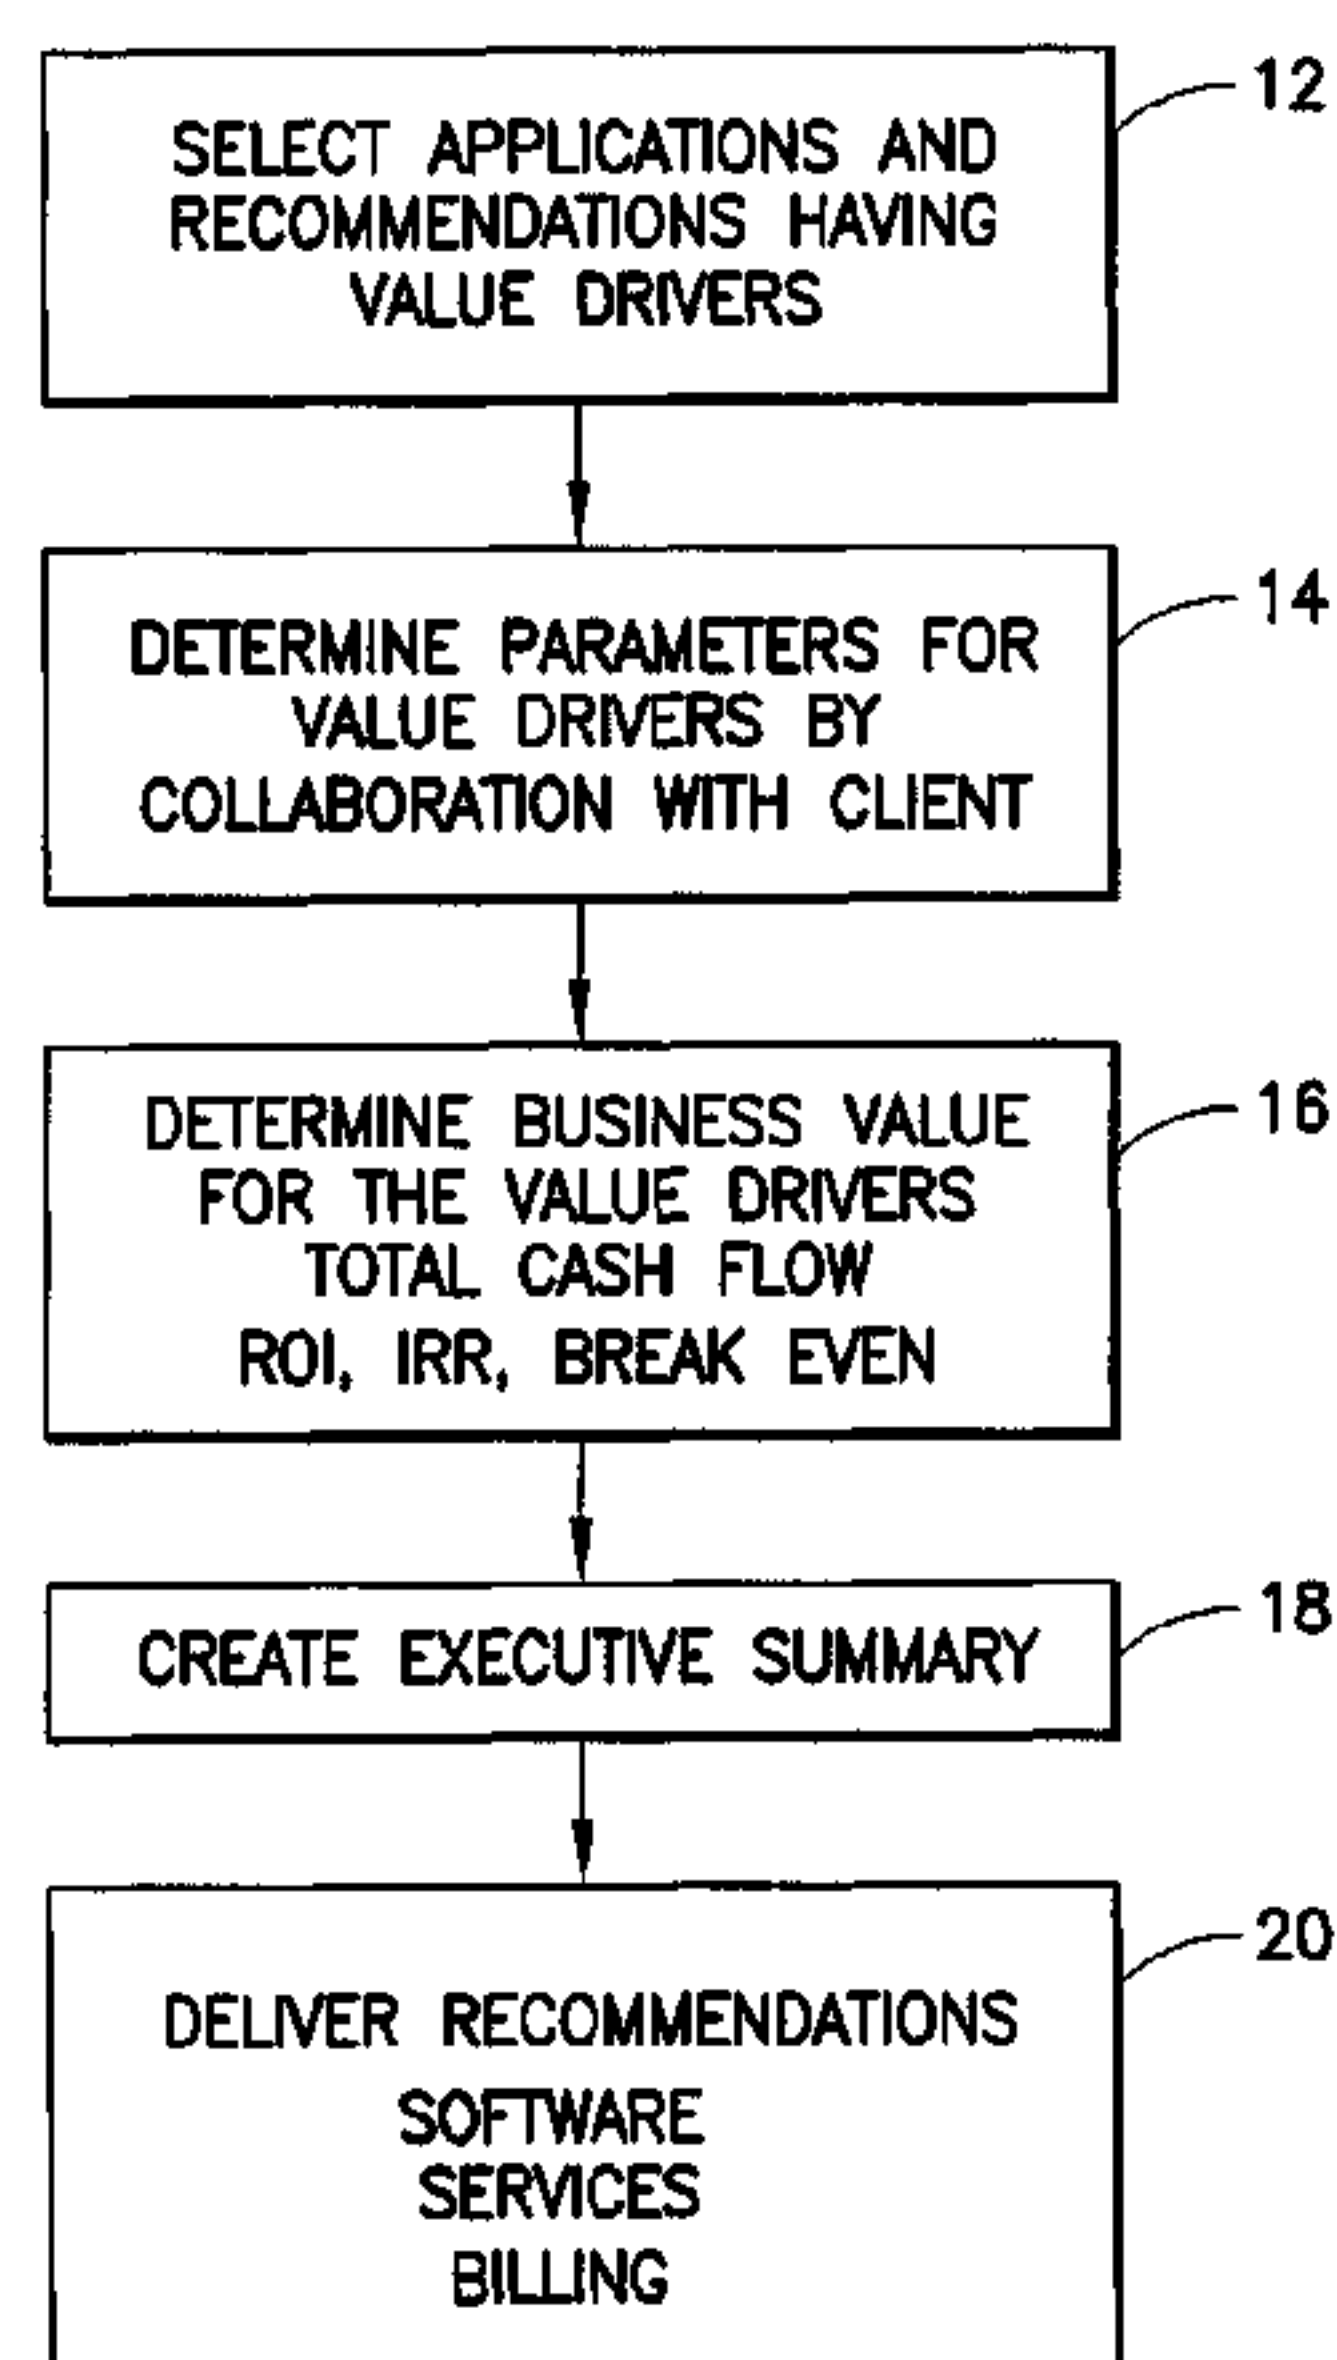 12
SELECT APPLICATIONS AND
RECOMMENDATIONS HAVING
VALUE DRIVERS
14
DETERMINE PARAMETERS FOR
VALUE DRIVERS BY
COLLABORATION WITH CLIENT
16
DETERMINE BUSINESS VALUE
FOR THE VALUE DRIVERS
TOTAL CASH FLOW
ROI, IRR, BREAK EVEN
18
CREATE EXECUTIVE SUMMARY
20
DELIVER RECOMMENDATIONS
SOFTWARE
SERVICES
BILLING